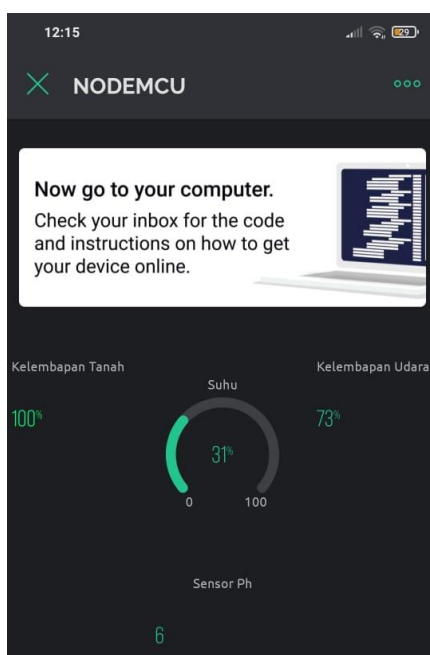 12:15
29
NODEMCU
Now go to your computer.
Check your inbox for the code
and instructions on how to get
your device online.
Kelembapan Tanah
Suhu
Kelembapan Udara
100%
31%
73%
0 100
Sensor Ph
6